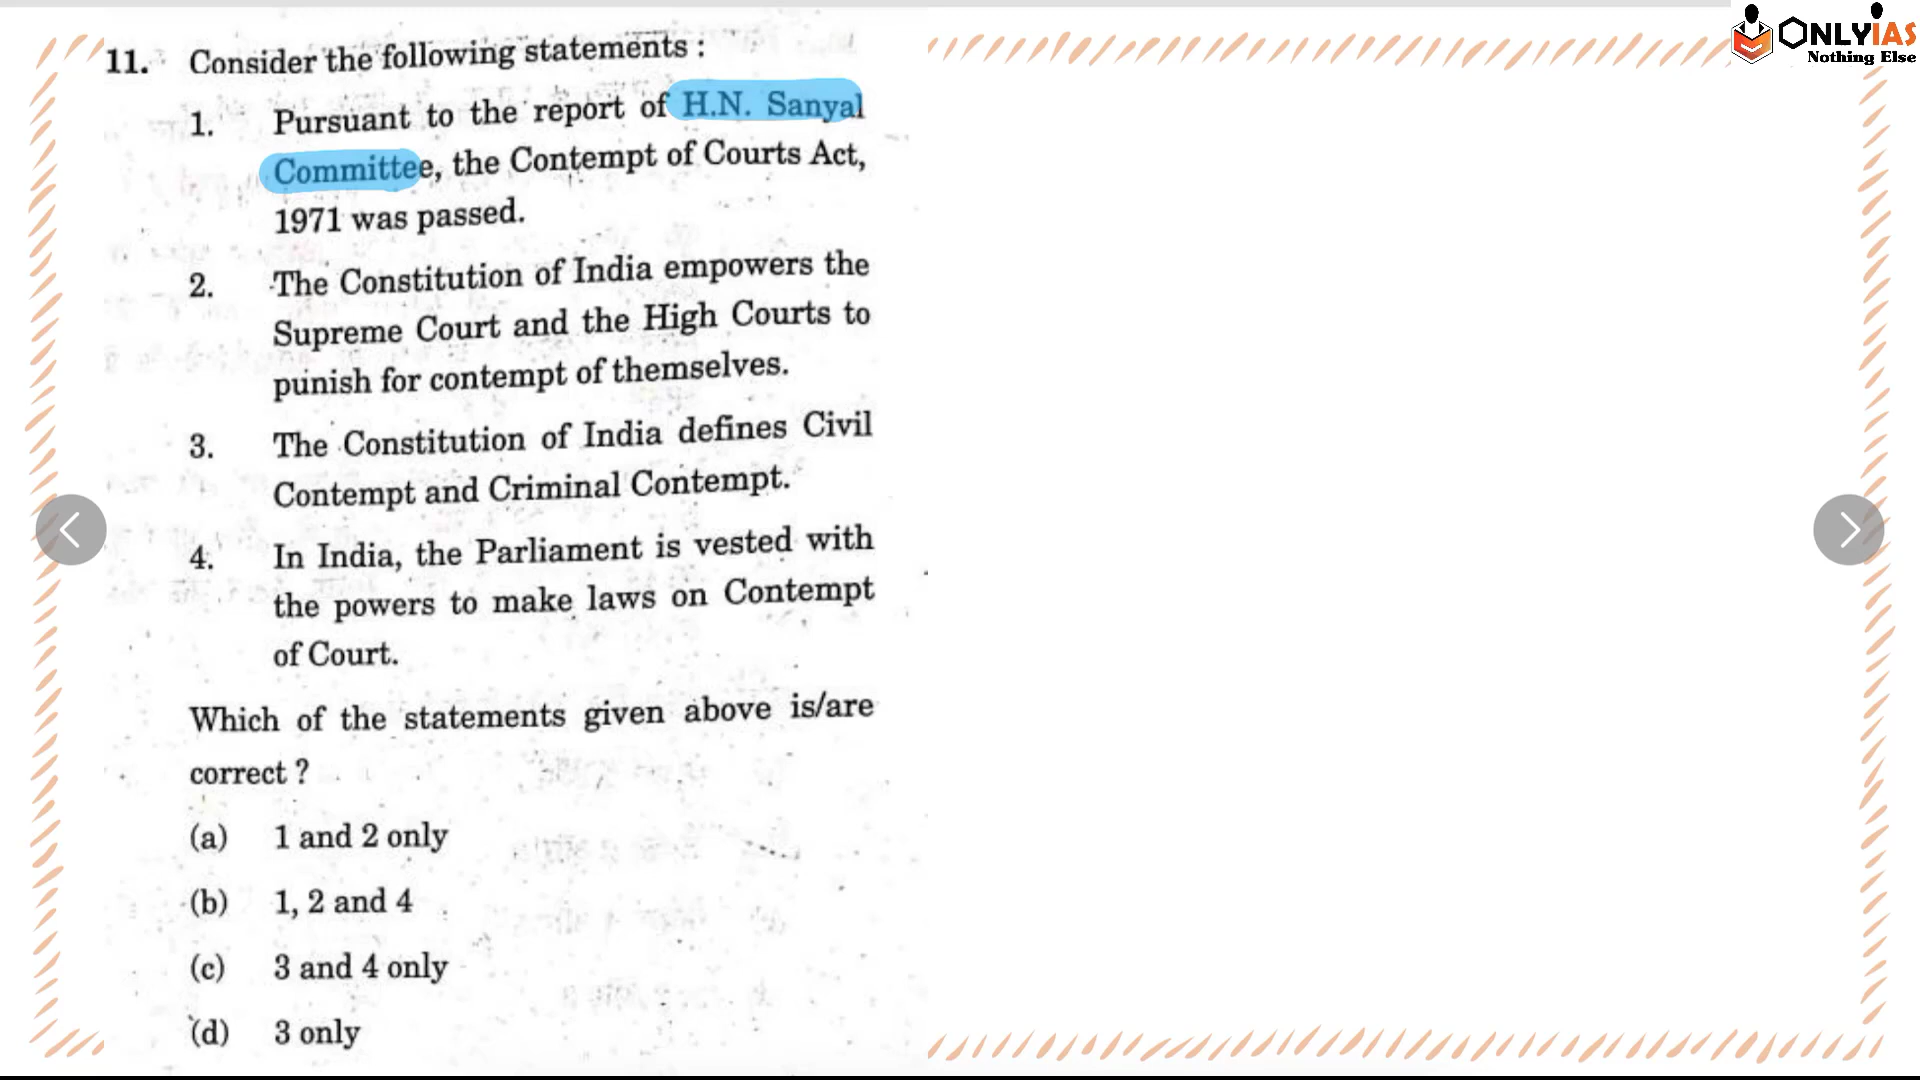 ONLYIAS
Nothing Else
11. Consider the following statements :
1. Pursuant to the report of H.N. Sanyal
Committee, the Contempt of Courts Act,
1971 was passed.
2. The Constitution of India empowers the
Supreme Court and the High Courts to
punish for contempt of themselves.
3. The Constitution of India defines Civil
Contempt and Criminal Contempt.
4. In India, the Parliament is vested with
the powers to make laws on Contempt
of Court.
Which of the statements given above is/are
correct ?
(a) 1 and 2 only
(b) 1, 2 and 4
(c) 3 and 4 only
(d) 3 only